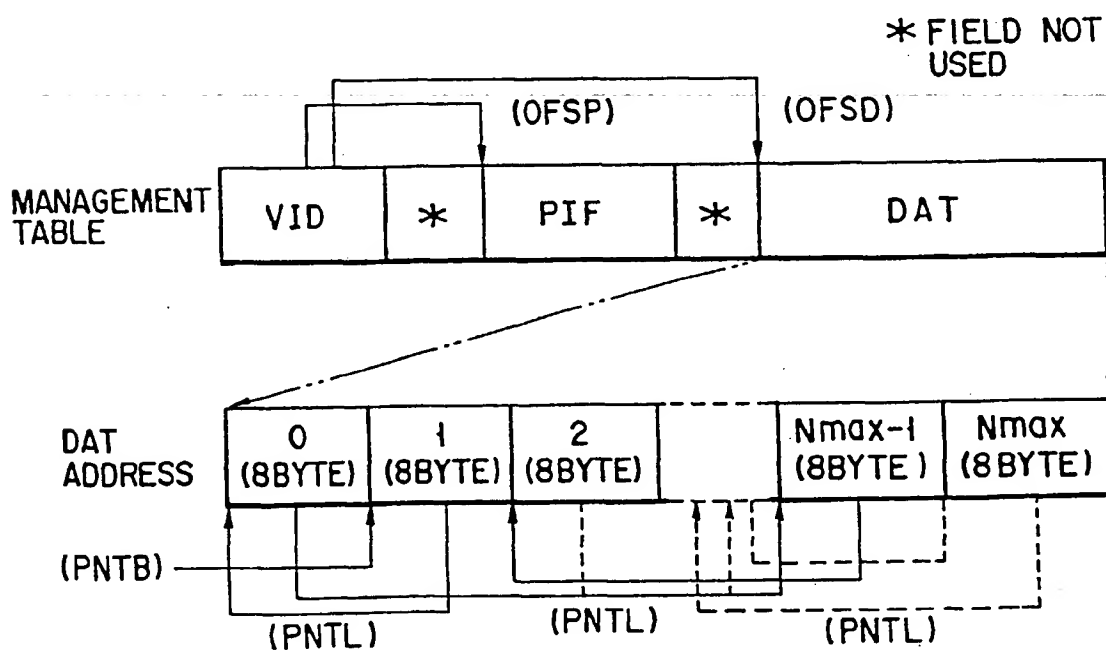 * FIELD NOT
USED
(OFSP)
(OFSD)
MANAGEMENT
TABLE
VID
*
PIF
*
DAT
DAT
ADDRESS
0
(8BYTE)
1
(8BYTE)
2
(8BYTE)
Nmax-1
(8BYTE)
Nmax
(8BYTE)
(PNTB)
(PNTL)
(PNTL)
(PNTL)